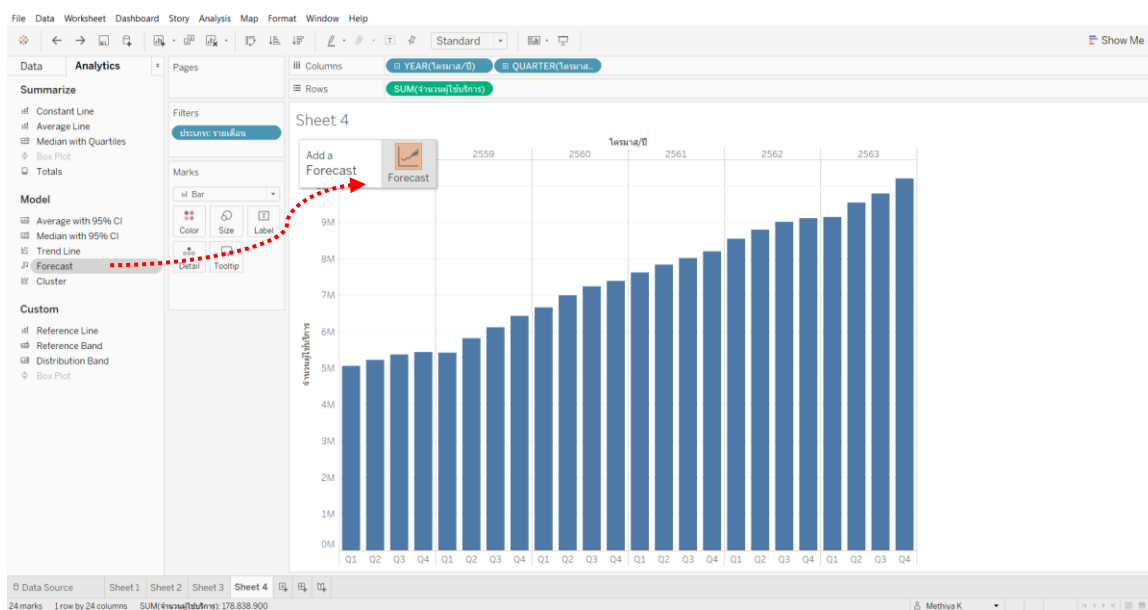 File Data Worksheet Dashboard Story Analysis Map Format Window Help
Standard
Show Me
Data Analytics
Pages
Columns
YEAR(ไตรมาส/ปี) QUARTER(ไตรมาส..
Rows
SUM(จำนวนผู้ใช้บริการ)
Summarize
Constant Line
Average Line
Median with Quartiles
Box Plot
Totals
Model
Average with 95% CI
Median with 95% CI
Trend Line
Forecast
Cluster
Custom
Reference Line
Reference Band
Distribution Band
Box Plot
Filters
ประเภท: รายเดือน
Marks
Bar
Color Size Label
Detail Tooltip
Sheet 4
ไตรมาส/ปี
Add a
Forecast
Forecast
2559 2560 2561 2562 2563
9M
8M
7M
6M
5M
4M
3M
2M
1M
0M
จำนวนผู้ใช้บริการ
Q1 Q2 Q3 Q4 Q1 Q2 Q3 Q4 Q1 Q2 Q3 Q4 Q1 Q2 Q3 Q4 Q1 Q2 Q3 Q4 Q1 Q2 Q3 Q4
Data Source Sheet 1 Sheet 2 Sheet 3 Sheet 4
24 marks 1 row by 24 columns SUM(จำนวนผู้ใช้บริการ): 178,838,900
Methiya K